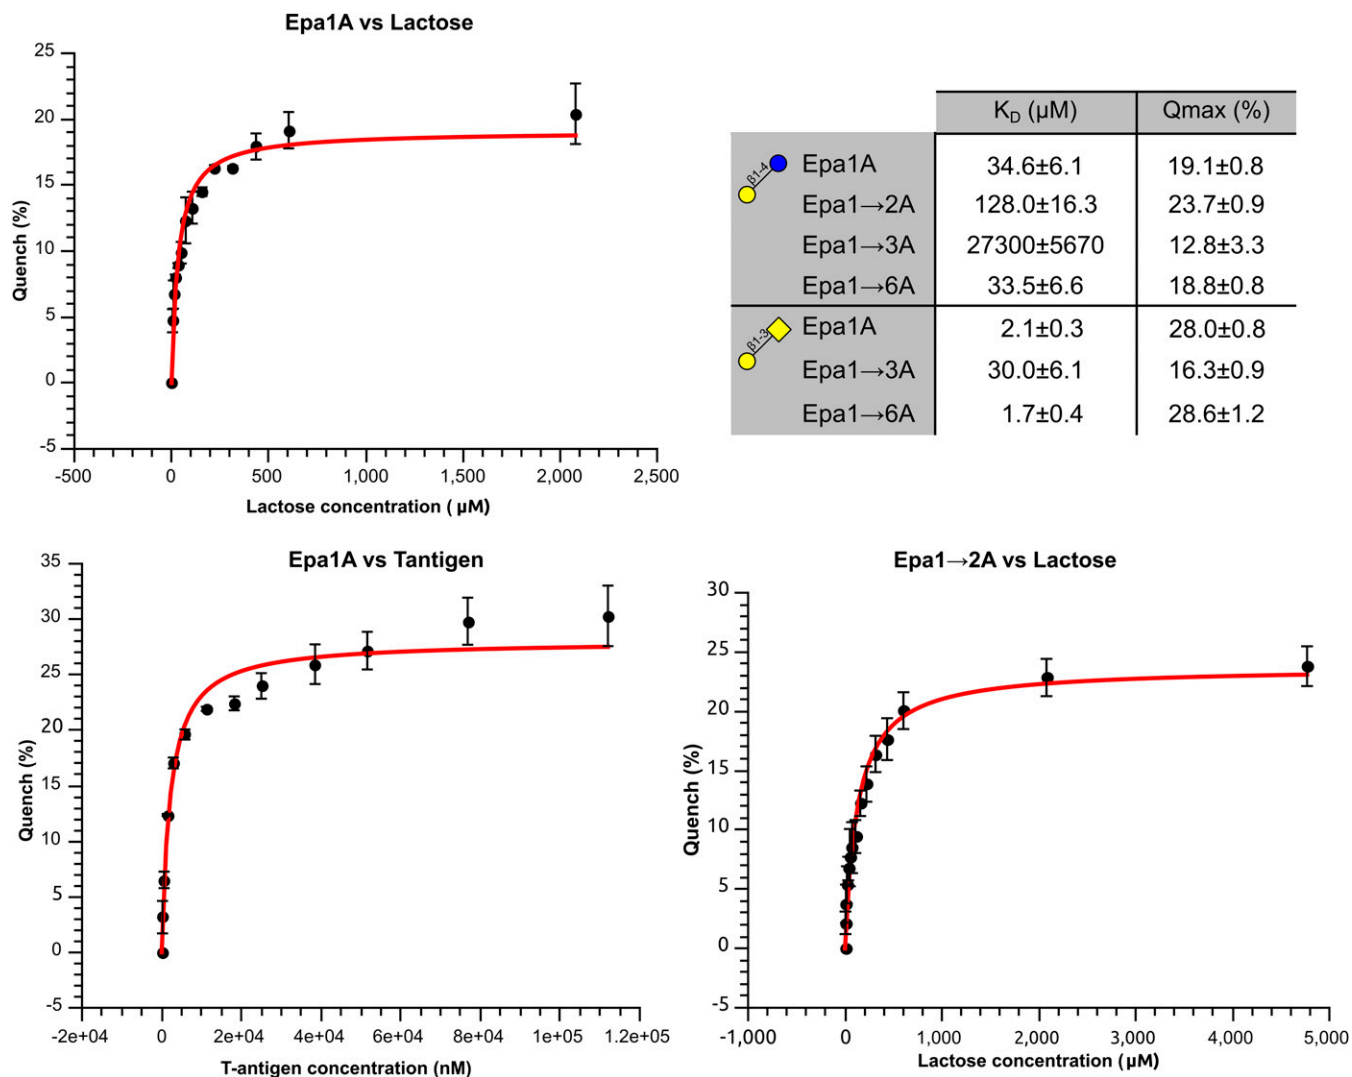 Epa1A vs Lactose
25
20
15
10
5
0
-5
Quench (%)
-500 0 500 1,000 1,500 2,000 2,500
Lactose concentration ( µM)
K_D (µM) Qmax (%)
β1-4
Epa1A 34.6±6.1 19.1±0.8
Epa1→2A 128.0±16.3 23.7±0.9
Epa1→3A 27300±5670 12.8±3.3
Epa1→6A 33.5±6.6 18.8±0.8
β1-3
Epa1A 2.1±0.3 28.0±0.8
Epa1→3A 30.0±6.1 16.3±0.9
Epa1→6A 1.7±0.4 28.6±1.2
Epa1A vs Tantigen
35
30
25
20
15
10
5
0
-5
Quench (%)
-2e+04 0 2e+04 4e+04 6e+04 8e+04 1e+05 1.2e+05
T-antigen concentration (nM)
Epa1→2A vs Lactose
30
25
20
15
10
5
0
-5
Quench (%)
-1,000 0 1,000 2,000 3,000 4,000 5,000
Lactose concentration (µM)